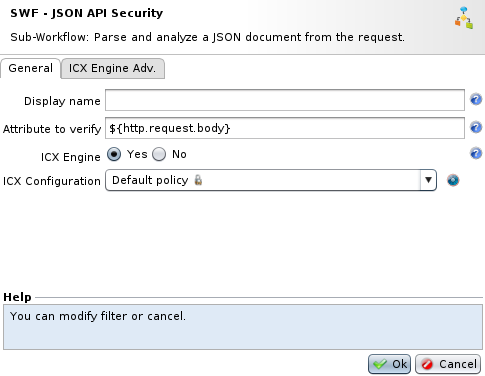 SWF - JSON API Security
Sub-Workflow: Parse and analyze a JSON document from the request.
General
ICX Engine Adv.
Display name
Attribute to verify ${http.request.body}
ICX Engine Yes No
ICX Configuration Default policy
Help
You can modify filter or cancel.
Ok Cancel